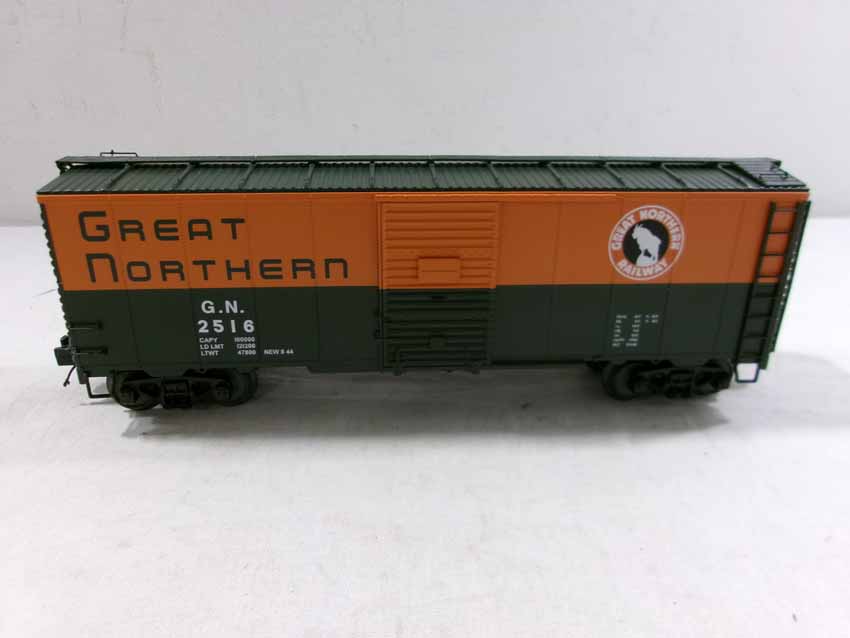 GREAT
NORTHERN
G.N.
2516
CAPY 100000
LD LMT 121200
LTWT 47800 NEW 8 44
GREAT NORTHERN
RAILWAY